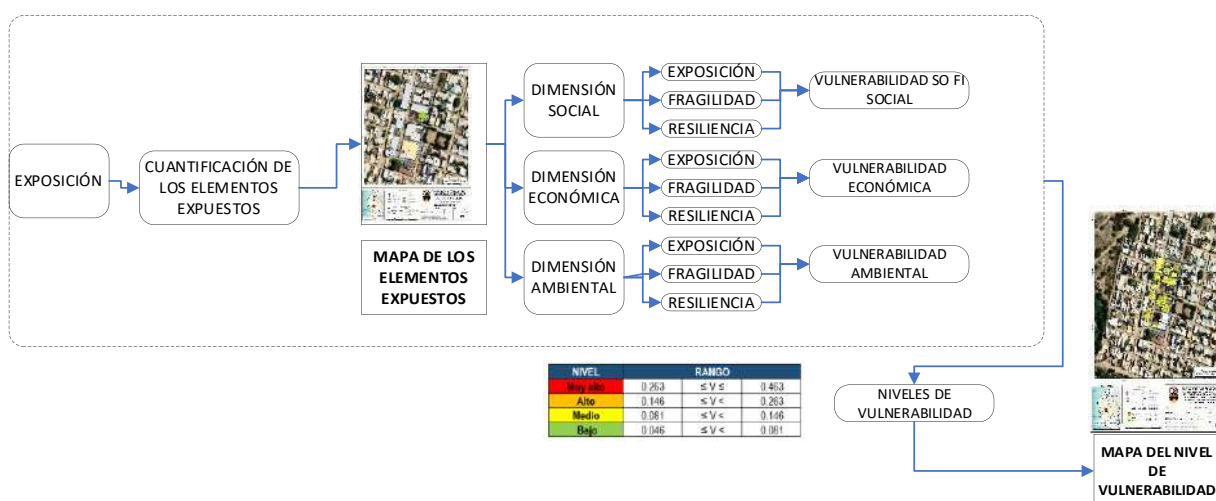 EXPOSICIÓN
CUANTIFICACIÓN DE
LOS ELEMENTOS
EXPUESTOS
MAPA DE LOS
ELEMENTOS
EXPUESTOS
DIMENSIÓN
SOCIAL
EXPOSICIÓN
FRAGILIDAD
RESILIENCIA
VULNERABILIDAD SO FI
SOCIAL
DIMENSIÓN
ECONÓMICA
EXPOSICIÓN
FRAGILIDAD
RESILIENCIA
VULNERABILIDAD
ECONÓMICA
DIMENSIÓN
AMBIENTAL
EXPOSICIÓN
FRAGILIDAD
RESILIENCIA
VULNERABILIDAD
AMBIENTAL
NIVEL RANGO
Muy alto 0.263 ≤ V ≤ 0.463
Alto 0.146 ≤ V < 0.263
Medio 0.081 ≤ V < 0.146
Bajo 0.046 ≤ V < 0.081
NIVELES DE
VULNERABILIDAD
MAPA DEL NIVEL
DE
VULNERABILIDAD